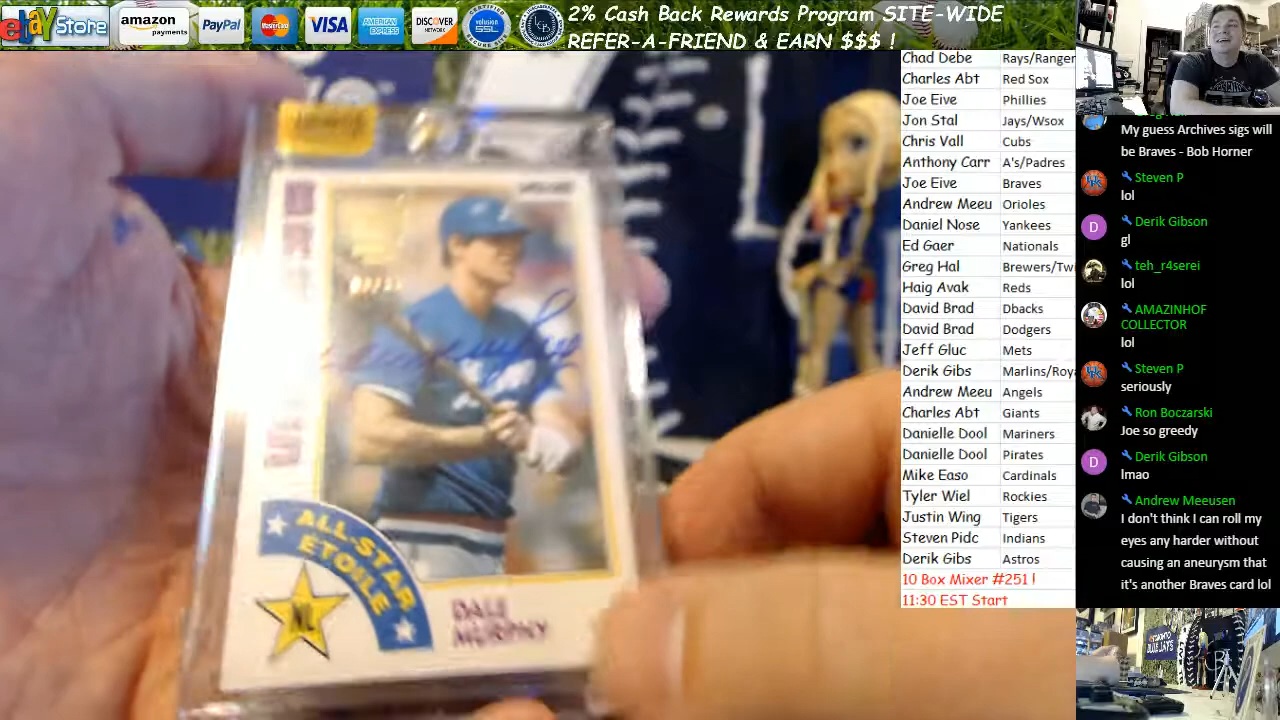 ebay Store
amazon payments
PayPal
MasterCard
VISA
AMERICAN EXPRESS
DISCOVER NETWORK
volusion SSL
2% Cash Back Rewards Program SITE-WIDE
REFER-A-FRIEND & EARN $$$ !
Chad Debe Rays/Ranger
Charles Abt Red Sox
Joe Eive Phillies
Jon Stal Jays/Wsox
Chris Vall Cubs
Anthony Carr A's/Padres
Joe Eive Braves
Andrew Meeu Orioles
Daniel Nose Yankees
Ed Gaer Nationals
Greg Hal Brewers/Tw
Haig Avak Reds
David Brad Dbacks
David Brad Dodgers
Jeff Gluc Mets
Derik Gibs Marlins/Roya
Andrew Meeu Angels
Charles Abt Giants
Danielle Dool Mariners
Danielle Dool Pirates
Mike Easo Cardinals
Tyler Wiel Rockies
Justin Wing Tigers
Steven Pidc Indians
Derik Gibs Astros
10 Box Mixer #251 !
11:30 EST Start
My guess Archives sigs will
be Braves - Bob Horner
Steven P
lol
D
Derik Gibson
gl
teh_r4serei
lol
AMAZINHOF
COLLECTOR
lol
Steven P
seriously
Ron Boczarski
Joe so greedy
D
Derik Gibson
lmao
Andrew Meeusen
I don't think I can roll my
eyes any harder without
causing an aneurysm that
it's another Braves card lol
ALL-STAR
ETOILE
NL
DALE
MURPHY
TORONTO
BLUE JAYS